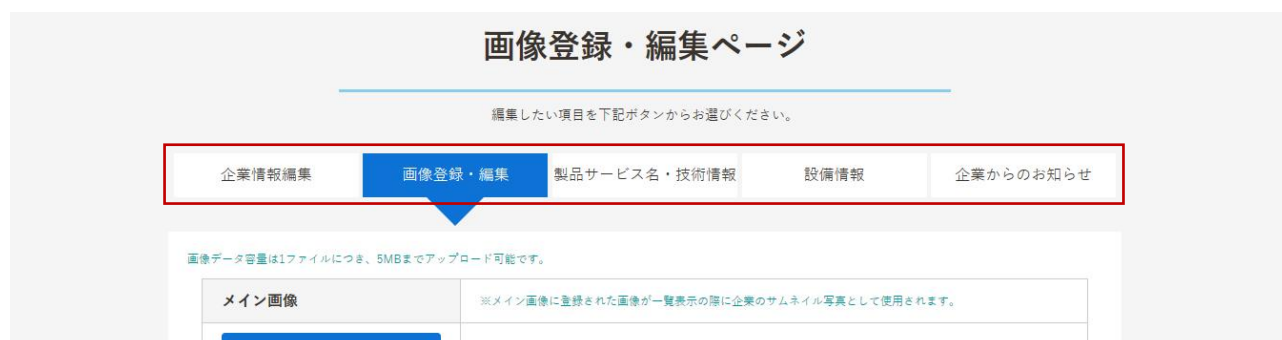 画像登録・編集ページ
編集したい項目を下記ボタンからお選びください。
企業情報編集 画像登録・編集 製品サービス名・技術情報 設備情報 企業からのお知らせ
画像データ容量は1ファイルにつき、5MBまでアップロード可能です。
メイン画像 ※メイン画像に登録された画像が一覧表示の際に企業のサムネイル写真として使用されます。